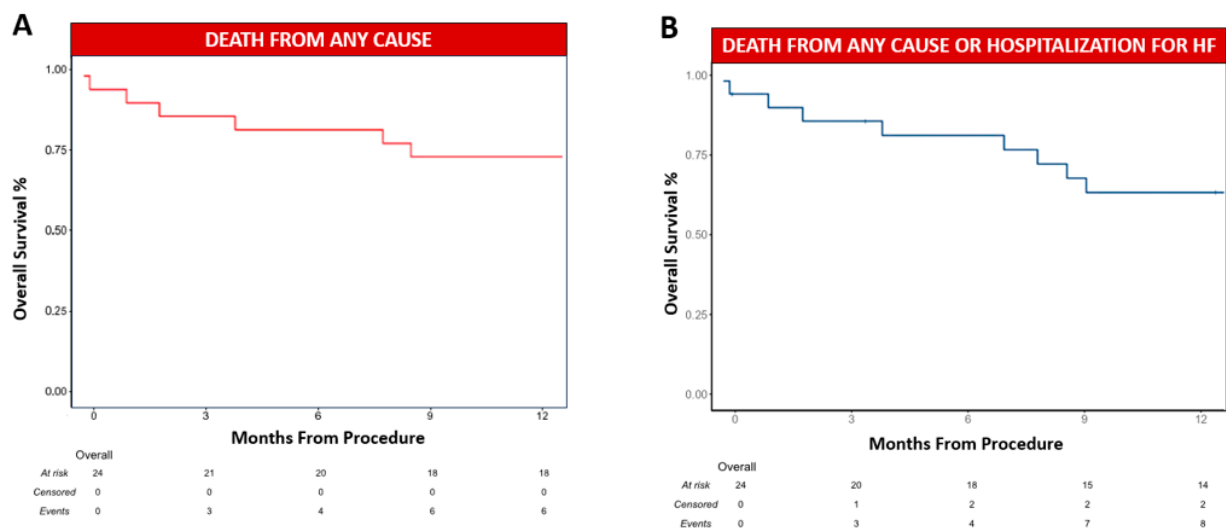 A
DEATH FROM ANY CAUSE
Overall Survival %
1.00
0.75
0.50
0.25
0.00
0 3 6 9 12
Months From Procedure
Overall
At risk 24 21 20 18 18
Censored 0 0 0 0 0
Events 0 3 4 6 6
B
DEATH FROM ANY CAUSE OR HOSPITALIZATION FOR HF
Overall Survival %
1.00
0.75
0.50
0.25
0.00
0 3 6 9 12
Months From Procedure
Overall
At risk 24 20 18 15 14
Censored 0 1 2 2 2
Events 0 3 4 7 8